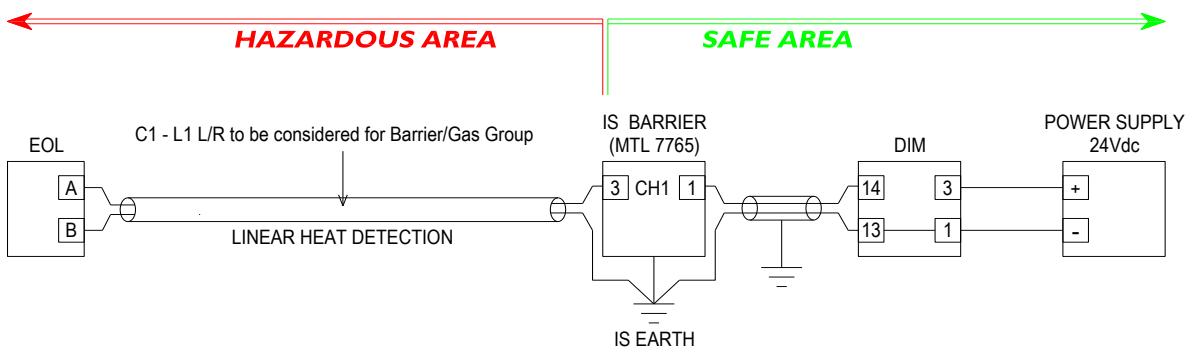 HAZARDOUS AREA
SAFE AREA
C1 - L1 L/R to be considered for Barrier/Gas Group
IS BARRIER
(MTL 7765)
POWER SUPPLY
24Vdc
EOL
DIM
A
B
LINEAR HEAT DETECTION
3 CH1 1
14 3
13 1
+
-
IS EARTH